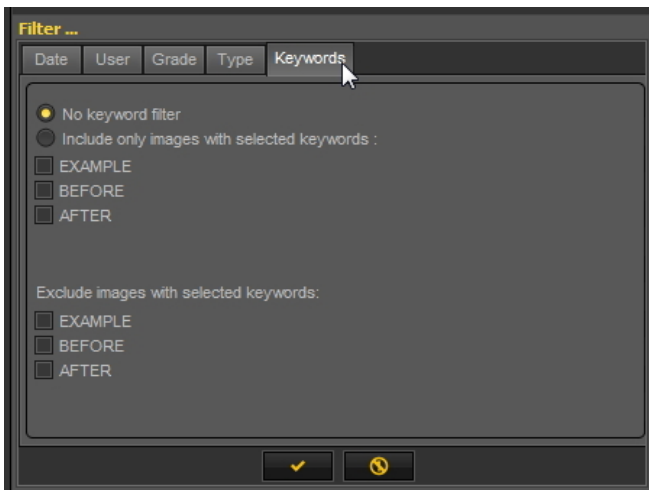 Filter ...
Date User Grade Type Keywords
No keyword filter
Include only images with selected keywords :
EXAMPLE
BEFORE
AFTER
Exclude images with selected keywords:
EXAMPLE
BEFORE
AFTER